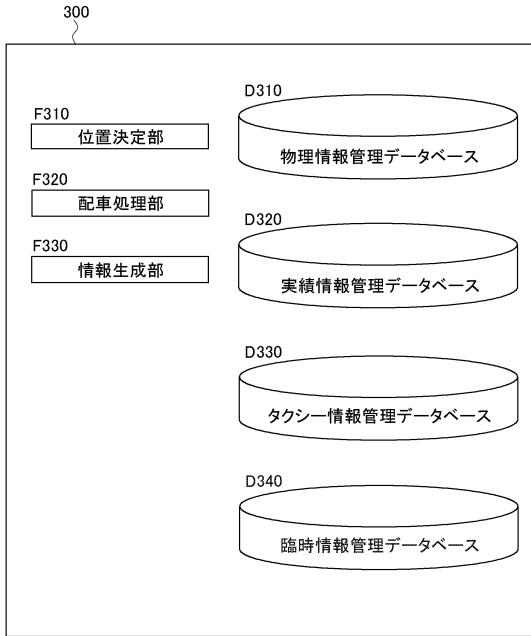 300
F310
位置決定部
F320
配車処理部
F330
情報生成部
D310
物理情報管理データベース
D320
実績情報管理データベース
D330
タクシー情報管理データベース
D340
臨時情報管理データベース